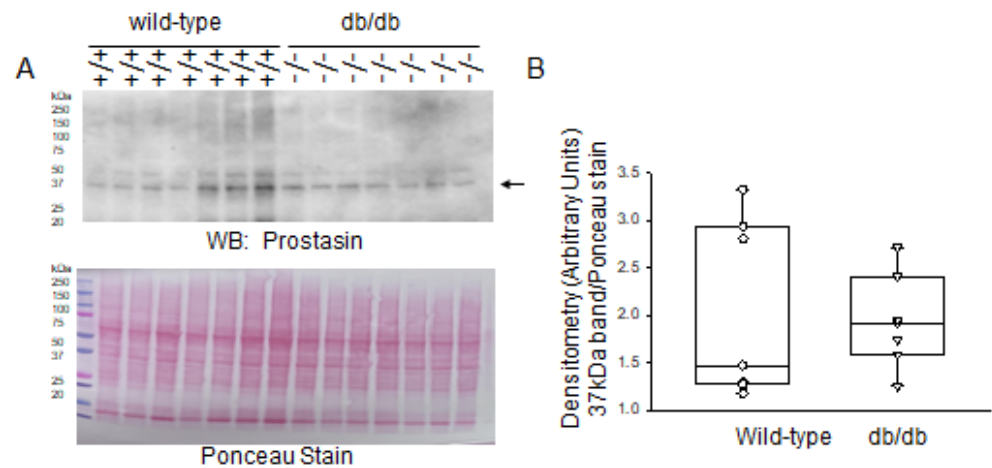 wild-type db/db
A
+/+ +/+ +/+ +/+ +/+ +/+ +/+ -/- -/- -/- -/- -/- -/- -/-
kDa
250
150
100
75
50
37
25
20
WB: Prostasin
kDa
250
150
100
75
50
37
25
20
Ponceau Stain
B
Densitometry (Arbitrary Units)
37kDa band/Ponceau stain
3.5
3.0
2.5
2.0
1.5
1.0
Wild-type db/db